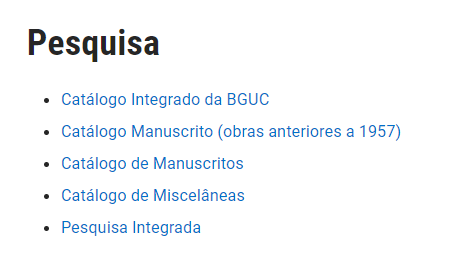 Pesquisa
Catálogo Integrado da BGUC
Catálogo Manuscrito (obras anteriores a 1957)
Catálogo de Manuscritos
Catálogo de Miscelâneas
Pesquisa Integrada